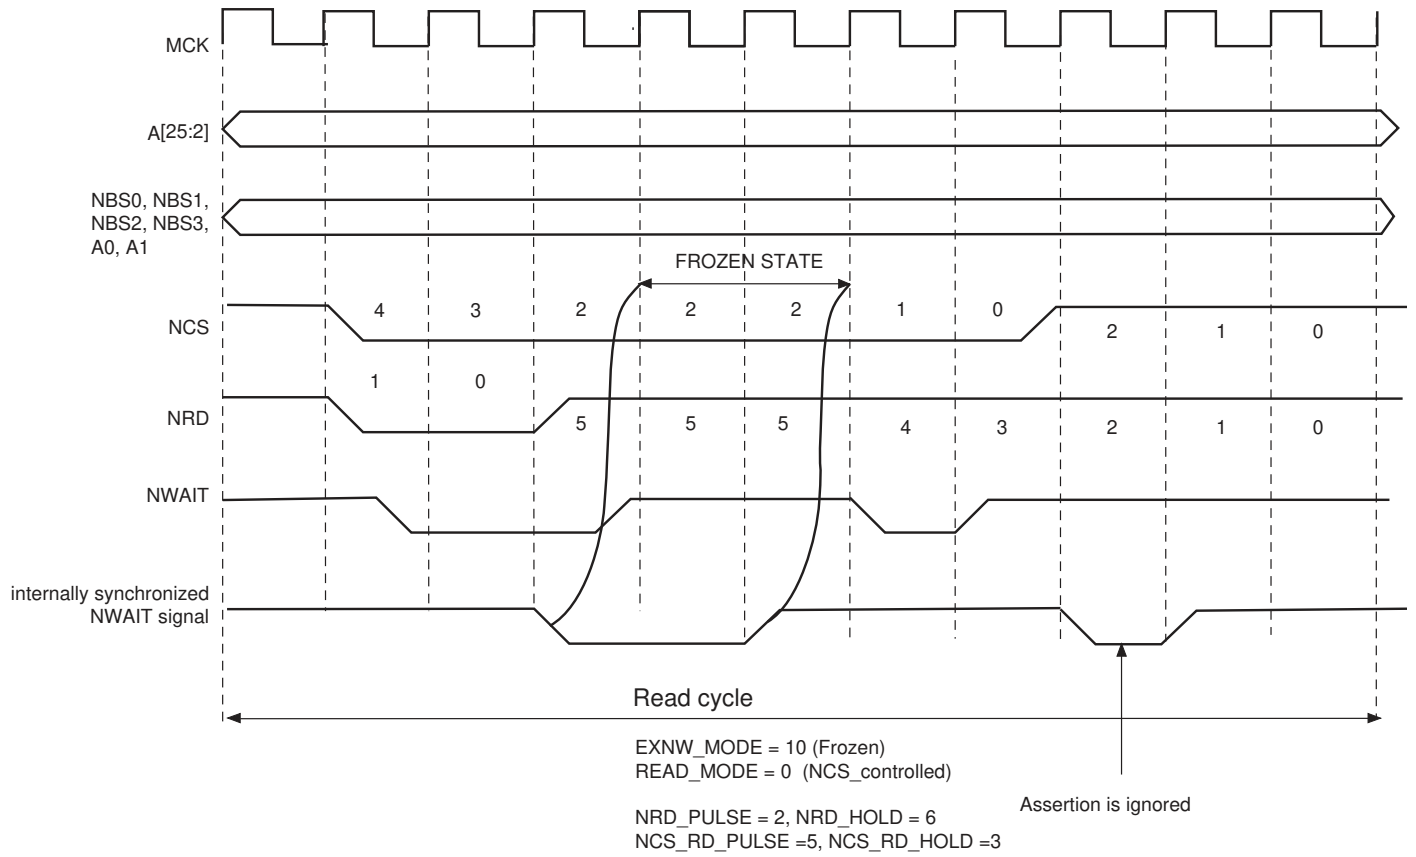 MCK
A[25:2]
NBS0, NBS1,
NBS2, NBS3,
A0, A1
FROZEN STATE
NCS
4 3 2 2 2 1 0
2 1 0
1 0
NRD
5 5 5 4 3 2 1 0
NWAIT
internally synchronized
NWAIT signal
Read cycle
EXNW_MODE = 10 (Frozen)
READ_MODE = 0 (NCS_controlled)
Assertion is ignored
NRD_PULSE = 2, NRD_HOLD = 6
NCS_RD_PULSE =5, NCS_RD_HOLD =3